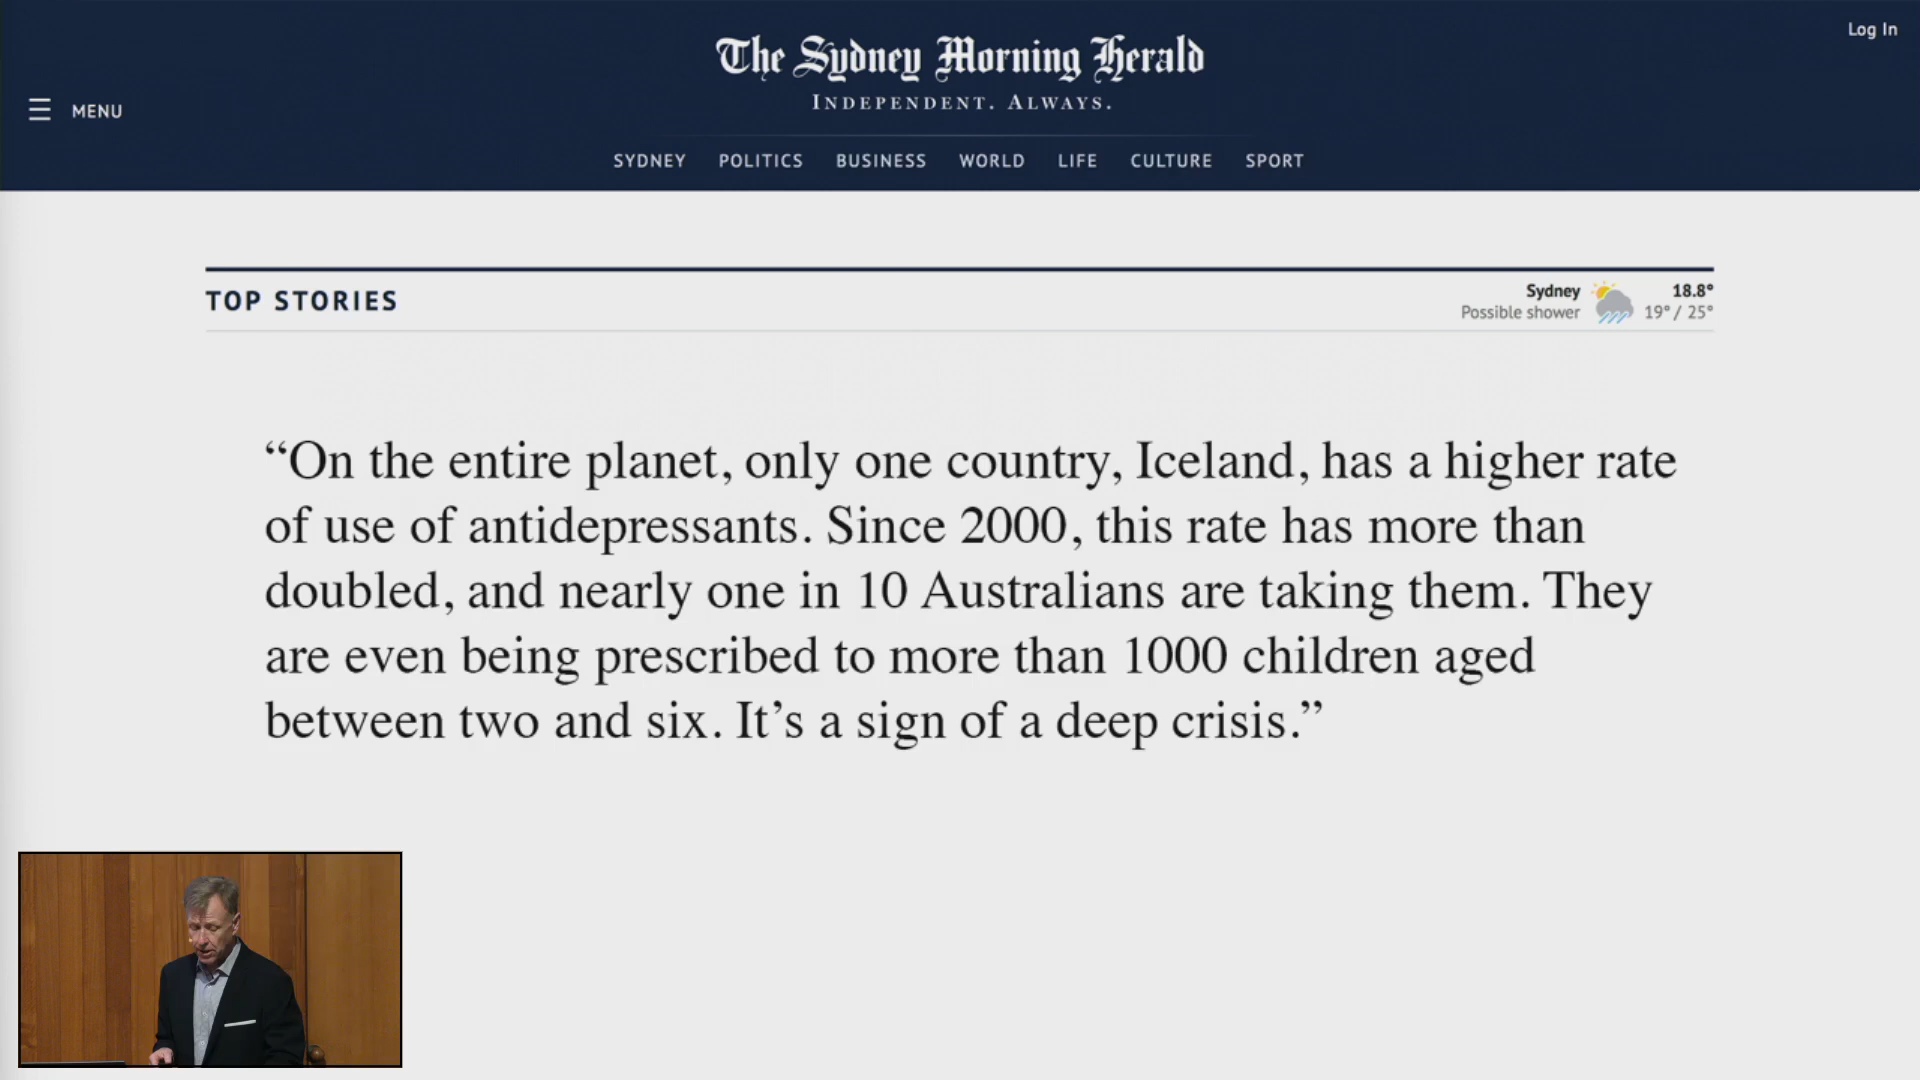 Log In
The Sydney Morning Herald
INDEPENDENT. ALWAYS.
MENU
SYDNEY POLITICS BUSINESS WORLD LIFE CULTURE SPORT
TOP STORIES
Sydney 18.8°
Possible shower 19° / 25°
“On the entire planet, only one country, Iceland, has a higher rate
of use of antidepressants. Since 2000, this rate has more than
doubled, and nearly one in 10 Australians are taking them. They
are even being prescribed to more than 1000 children aged
between two and six. It’s a sign of a deep crisis.”